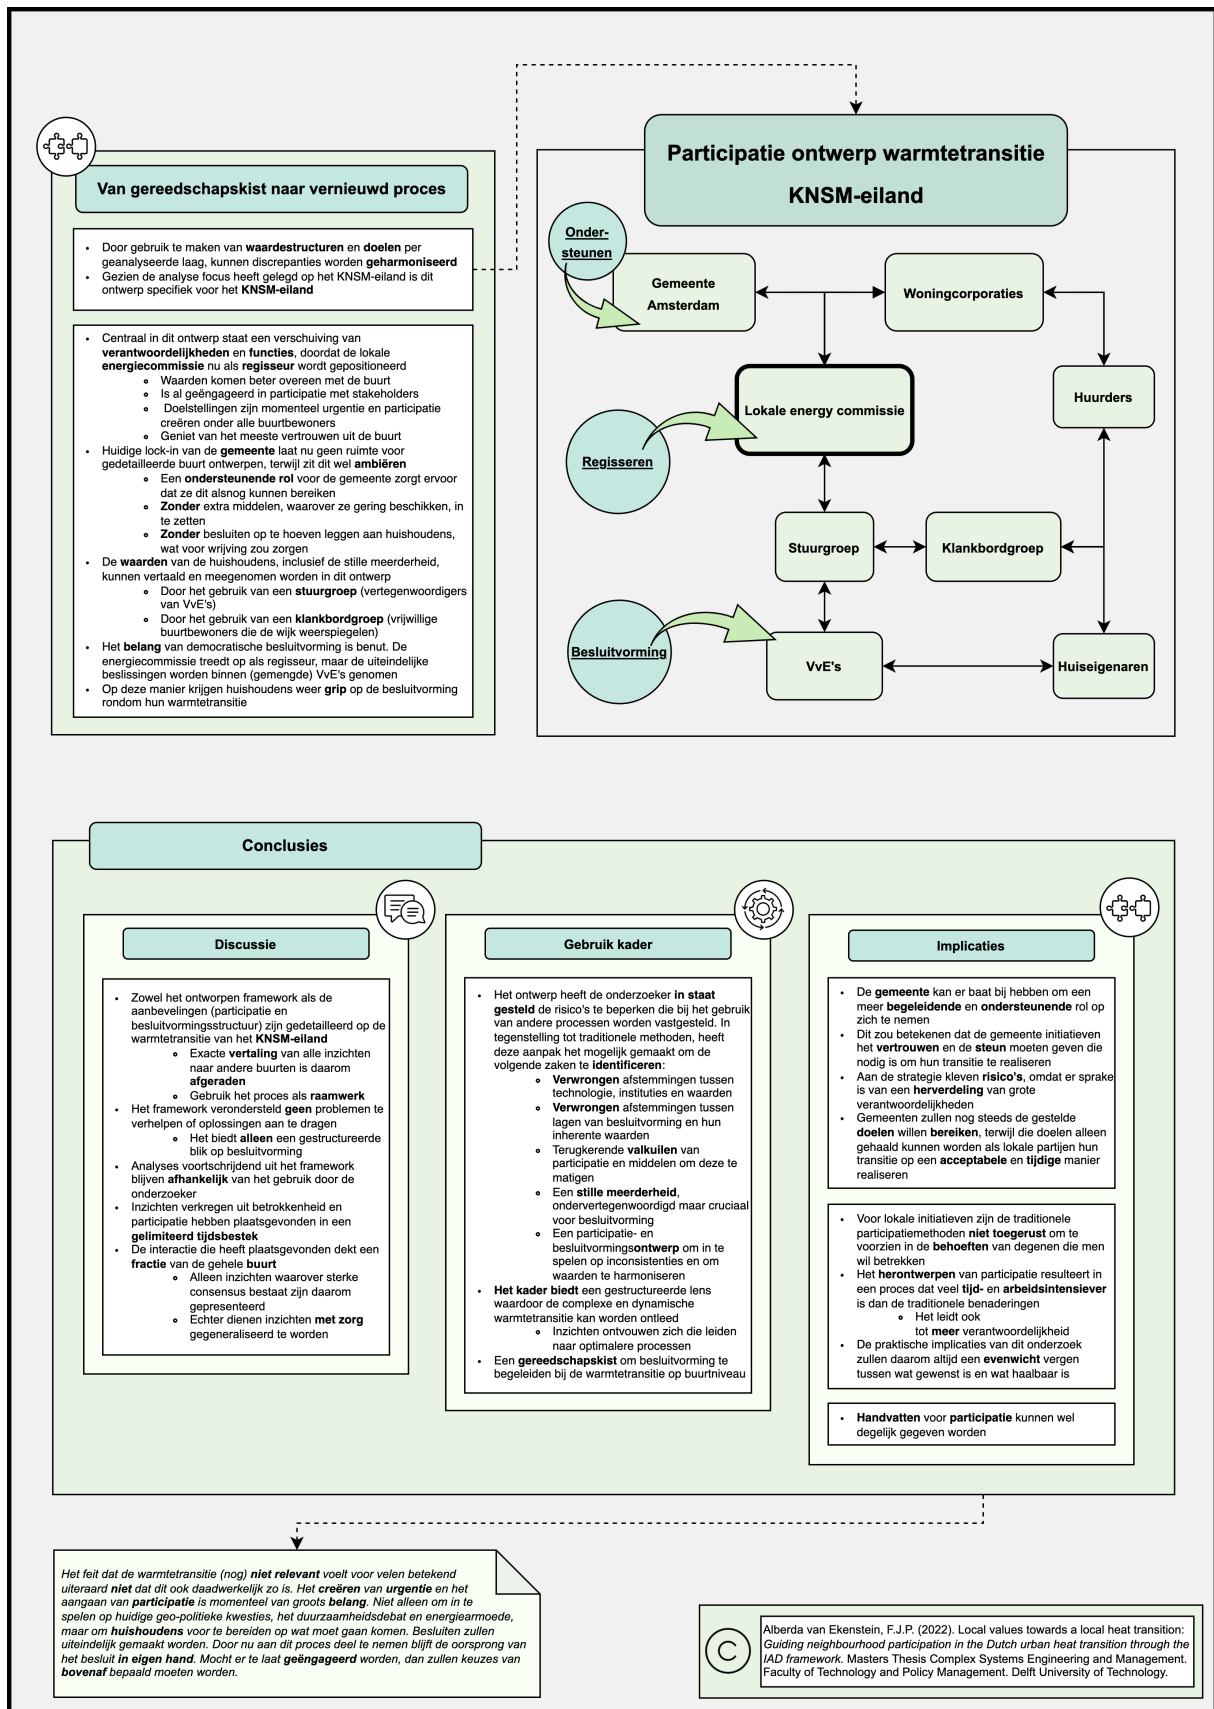 Van gereedschapskist naar vernieuwd proces
Door gebruik te maken van waardestructuren en doelen per
geanalyseerde laag, kunnen discrepanties worden geharmoniseerd
Gezien de analyse focus heeft gelegd op het KNSM-eiland is dit
ontwerp specifiek voor het KNSM-eiland
Centraal in dit ontwerp staat een verschuiving van
verantwoordelijkheden en functies, doordat de lokale
energiecommissie nu als regisseur wordt gepositioneerd
Waarden komen beter overeen met de buurt
Is al geëngageerd in participatie met stakeholders
Doelstellingen zijn momenteel urgentie en participatie
creëren onder alle buurtbewoners
Geniet van het meeste vertrouwen uit de buurt
Huidige lock-in van de gemeente laat nu geen ruimte voor
gedetailleerde buurt ontwerpen, terwijl zit dit wel ambiëren
Een ondersteunende rol voor de gemeente zorgt ervoor
dat ze dit alsnog kunnen bereiken
Zonder extra middelen, waarover ze gering beschikken, in
te zetten
Zonder besluiten op te hoeven leggen aan huishoudens,
wat voor wrijving zou zorgen
De waarden van de huishoudens, inclusief de stille meerderheid,
kunnen vertaald en meegenomen worden in dit ontwerp
Door het gebruik van een stuurgroep (vertegenwoordigers
van VvE's)
Door het gebruik van een klankbordgroep (vrijwillige
buurtbewoners die de wijk weerspiegelen)
Het belang van democratische besluitvorming is benut. De
energiecommissie treedt op als regisseur, maar de uiteindelijke
beslissingen worden binnen (gemengde) VvE's genomen
Op deze manier krijgen huishoudens weer grip op de besluitvorming
rondom hun warmtetransitie
Participatie ontwerp warmtetransitie
KNSM-eiland
Onder-
steunen
Gemeente
Amsterdam
Woningcorporaties
Lokale energy commissie
Huurders
Regisseren
Stuurgroep
Klankbordgroep
Besluitvorming
VvE's
Huiseigenaren
Conclusies
Discussie
Zowel het ontworpen framework als de
aanbevelingen (participatie en
besluitvormingsstructuur) zijn gedetailleerd op de
warmtetransitie van het KNSM-eiland
Exacte vertaling van alle inzichten
naar andere buurten is daarom
afgeraden
Gebruik het proces als raamwerk
Het framework verondersteld geen problemen te
verhelpen of oplossingen aan te dragen
Het biedt alleen een gestructureerde
blik op besluitvorming
Analyses voortschrijdend uit het framework
blijven afhankelijk van het gebruik door de
onderzoeker
Inzichten verkregen uit betrokkenheid en
participatie hebben plaatsgevonden in een
gelimiteerd tijdsbestek
De interactie die heeft plaatsgevonden dekt een
fractie van de gehele buurt
Alleen inzichten waarover sterke
consensus bestaat zijn daarom
gepresenteerd
Echter dienen inzichten met zorg
gegeneraliseerd te worden
Gebruik kader
Het ontwerp heeft de onderzoeker in staat
gesteld de risico's te beperken die bij het gebruik
van andere processen worden vastgesteld. In
tegenstelling tot traditionele methoden, heeft
deze aanpak het mogelijk gemaakt om de
volgende zaken te identificeren:
Verwrongen afstemmingen tussen
technologie, instituties en waarden
Verwrongen afstemmingen tussen
lagen van besluitvorming en hun
inherente waarden
Terugkerende valkuilen van
participatie en middelen om deze te
matigen
Een stille meerderheid,
ondervertegenwoordigd maar cruciaal
voor besluitvorming
Een participatie- en
besluitvormingsontwerp om in te
spelen op inconsistenties en om
waarden te harmoniseren
Het kader biedt een gestructureerde lens
waardoor de complexe en dynamische
warmtetransitie kan worden ontleed
Inzichten ontvouwen zich die leiden
naar optimalere processen
Een gereedschapskist om besluitvorming te
begeleiden bij de warmtetransitie op buurtniveau
Implicaties
De gemeente kan er baat bij hebben om een
meer begeleidende en ondersteunende rol op
zich te nemen
Dit zou betekenen dat de gemeente initiatieven
het vertrouwen en de steun moeten geven die
nodig is om hun transitie te realiseren
Aan de strategie kleven risico's, omdat er sprake
is van een herverdeling van grote
verantwoordelijkheden
Gemeenten zullen nog steeds de gestelde
doelen willen bereiken, terwijl die doelen alleen
gehaald kunnen worden als lokale partijen hun
transitie op een acceptabele en tijdige manier
realiseren
Voor lokale initiatieven zijn de traditionele
participatiemethoden niet toegerust om te
voorzien in de behoeften van degenen die men
wil betrekken
Het herontwerpen van participatie resulteert in
een proces dat veel tijd- en arbeidsintensiever
is dan de traditionele benaderingen
Het leidt ook
tot meer verantwoordelijkheid
De praktische implicaties van dit onderzoek
zullen daarom altijd een evenwicht vergen
tussen wat gewenst is en wat haalbaar is
Handvatten voor participatie kunnen wel
degelijk gegeven worden
Het feit dat de warmtetransitie (nog) niet relevant voelt voor velen betekend
uiteraard niet dat dit ook daadwerkelijk zo is. Het creëren van urgentie en het
aangaan van participatie is momenteel van groots belang. Niet alleen om in te
spelen op huidige geo-politieke kwesties, het duurzaamheidsdebat en energiearmoede,
maar om huishoudens voor te bereiden op wat moet gaan komen. Besluiten zullen
uiteindelijk gemaakt worden. Door nu aan dit proces deel te nemen blijft de oorsprong van
het besluit in eigen hand. Mocht er te laat geëngageerd worden, dan zullen keuzes van
bovenaf bepaald moeten worden.
C
Alberda van Ekenstein, F.J.P. (2022). Local values towards a local heat transition:
Guiding neighbourhood participation in the Dutch urban heat transition through the
IAD framework. Masters Thesis Complex Systems Engineering and Management.
Faculty of Technology and Policy Management. Delft University of Technology.